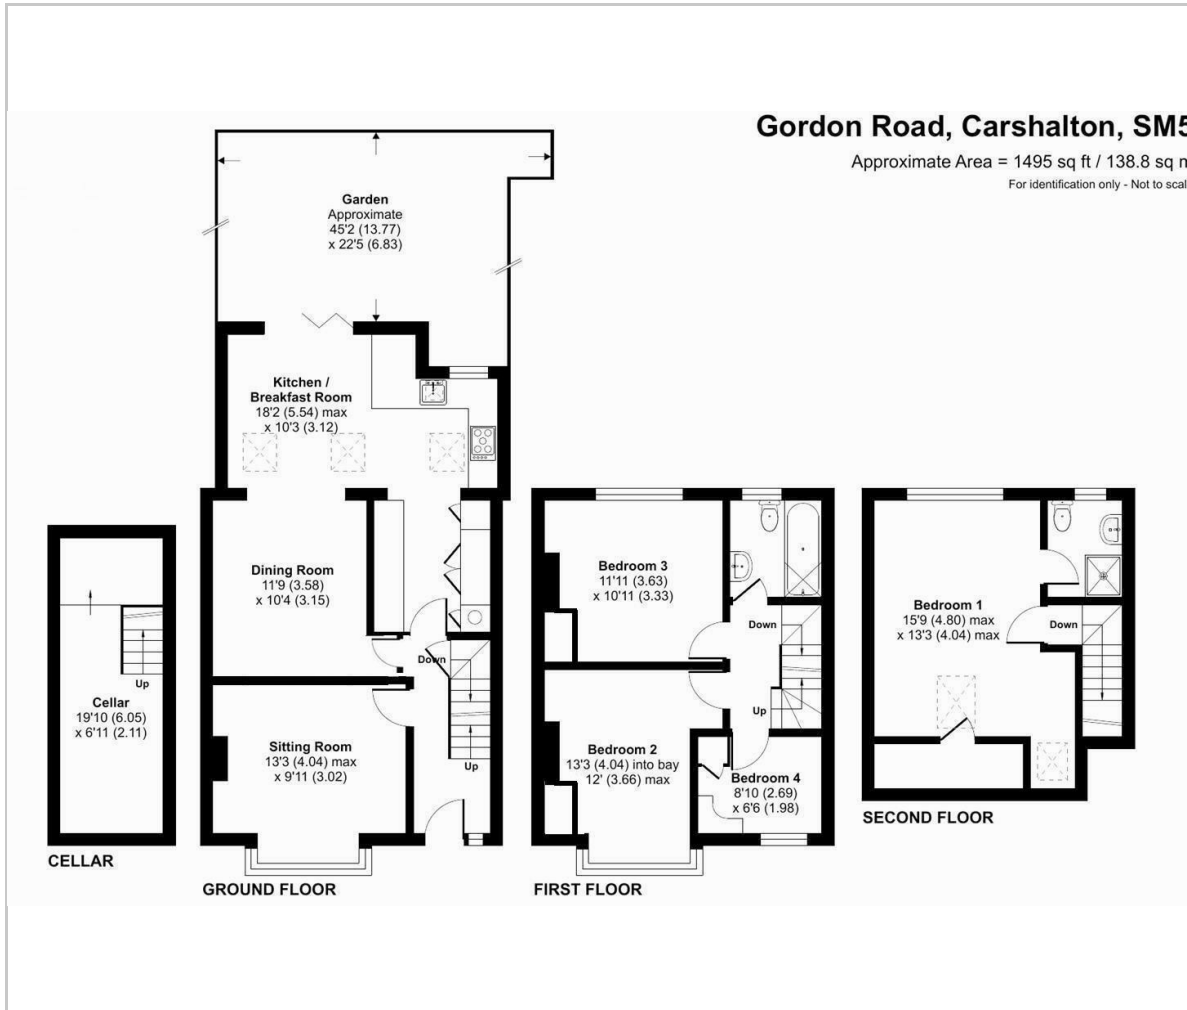 Gordon Road, Carshalton, SM5
Approximate Area = 1495 sq ft / 138.8 sq m
For identification only - Not to scal
Garden
Approximate
45'2 (13.77)
x 22'5 (6.83)
Kitchen /
Breakfast Room
18'2 (5.54) max
x 10'3 (3.12)
Dining Room
11'9 (3.58)
x 10'4 (3.15)
Down
Sitting Room
13'3 (4.04) max
x 9'11 (3.02)
Up
GROUND FLOOR
Up
Cellar
19'10 (6.05)
x 6'11 (2.11)
CELLAR
Bedroom 3
11'11 (3.63)
x 10'11 (3.33)
Down
Up
Bedroom 2
13'3 (4.04) into bay
12' (3.66) max
Bedroom 4
8'10 (2.69)
x 6'6 (1.98)
FIRST FLOOR
Bedroom 1
15'9 (4.80) max
x 13'3 (4.04) max
Down
SECOND FLOOR